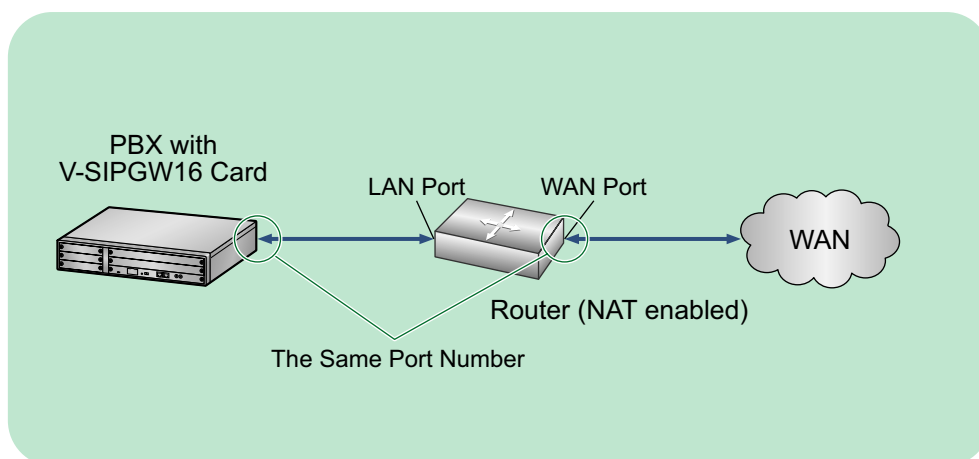 PBX with
V-SIPGW16 Card
LAN Port
WAN Port
WAN
Router (NAT enabled)
The Same Port Number